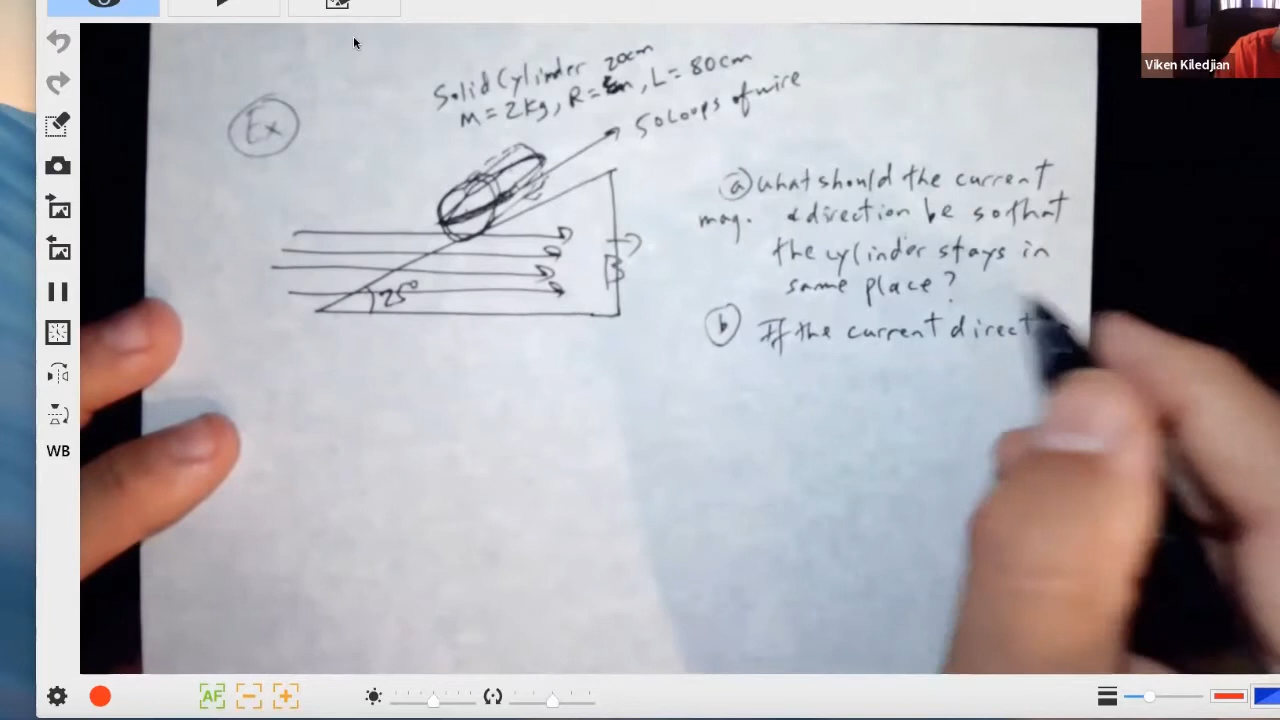 Viken Kiledjian
Ex
Solid Cylinder 20cm
M = 2kg, R = , L = 80cm
50 Loops of wire
25°
B
a What should the current
mag. & direction be so that
the cylinder stays in
same place?
b If the current direct
WB
AF